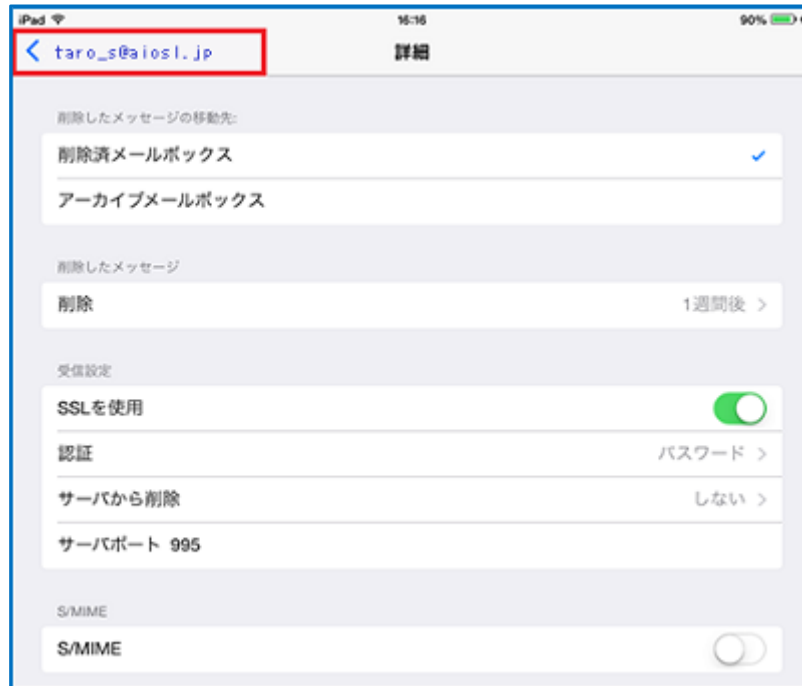 iPad 16:16 90%
taro_s@aiosl.jp 詳細
削除したメッセージの移動先:
削除済メールボックス
アーカイブメールボックス
削除したメッセージ
削除 1週間後
受信設定
SSLを使用
認証 パスワード
サーバから削除 しない
サーバポート 995
S/MIME
S/MIME